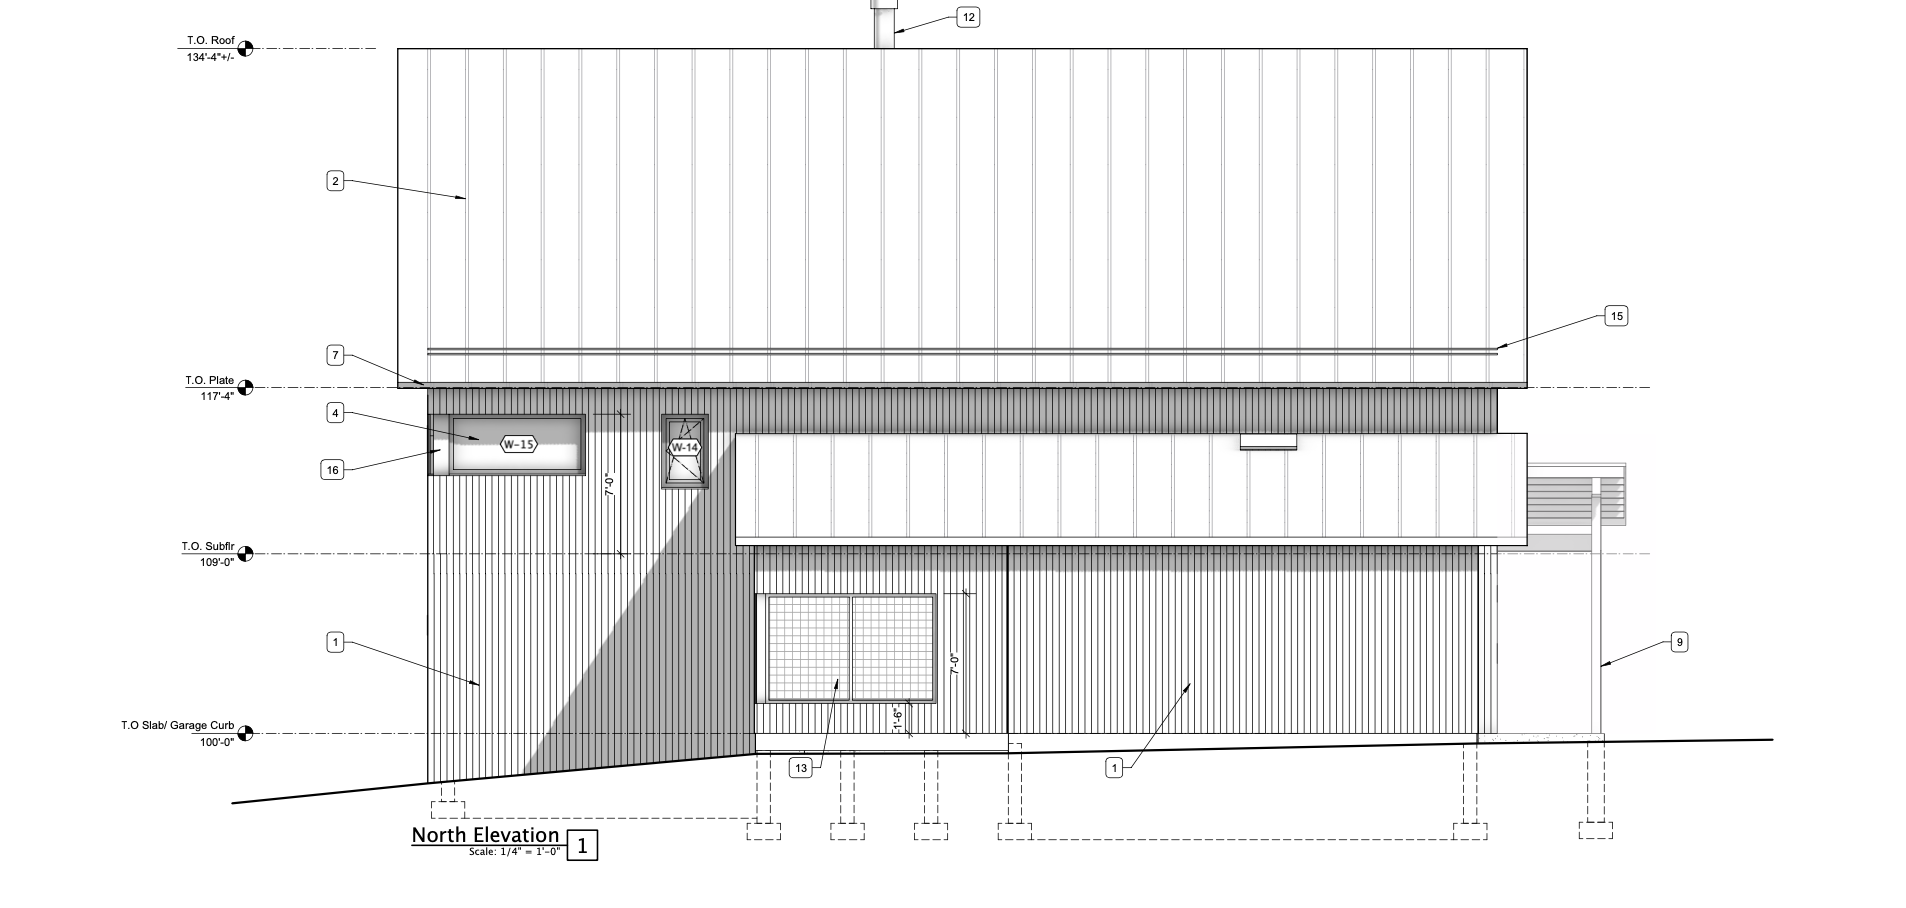 12
T.O. Roof
134'-4"+/-
2
15
7
T.O. Plate
117'-4"
4
W-15
W-14
16
7'-0"
T.O. Subflr
109'-0"
1
9
7'-0"
1'-6"
T.O Slab/ Garage Curb
100'-0"
13
1
North Elevation
1
Scale: 1/4" = 1'-0"